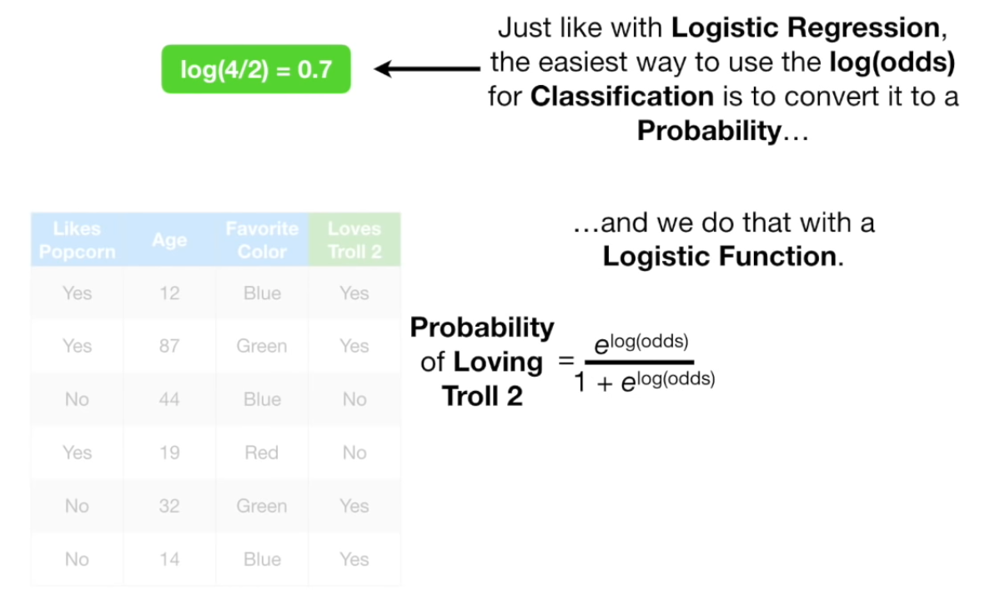 log(4/2) = 0.7
Just like with Logistic Regression,
the easiest way to use the log(odds)
for Classification is to convert it to a
Probability…
…and we do that with a
Logistic Function.
Likes Popcorn Age Favorite Color Loves Troll 2
Yes 12 Blue Yes
Yes 87 Green Yes
No 44 Blue No
Yes 19 Red No
No 32 Green Yes
No 14 Blue Yes
Probability
of Loving
Troll 2
=
e^log(odds)
1 + e^log(odds)